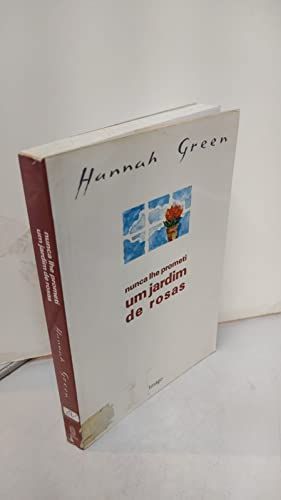 Hannah Green
nunca lhe prometi
um jardim
de rosas
imago
nunca lhe prometi
um jardim de rosas
Hannah Green